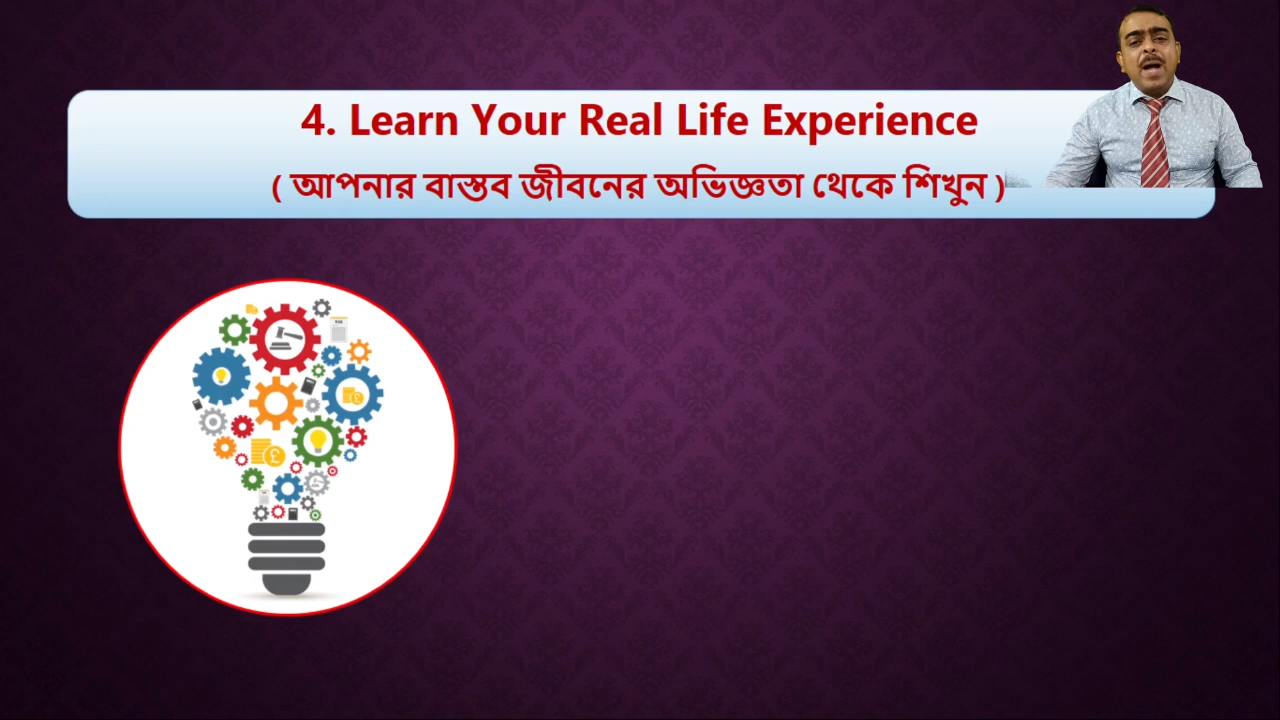 4. Learn Your Real Life Experience
( আপনার বাস্তব জীবনের অভিজ্ঞতা থেকে শিখুন )